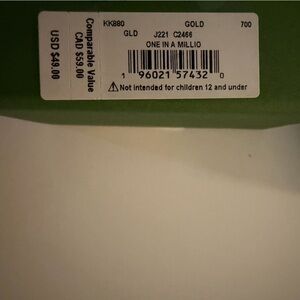 KK880 GOLD 700
GLD J221 C2466
ONE IN A MILLIO
1 96021 57432 0
⚠ Not intended for children 12 and under
Comparable Value
CAD $59.00
USD $49.00